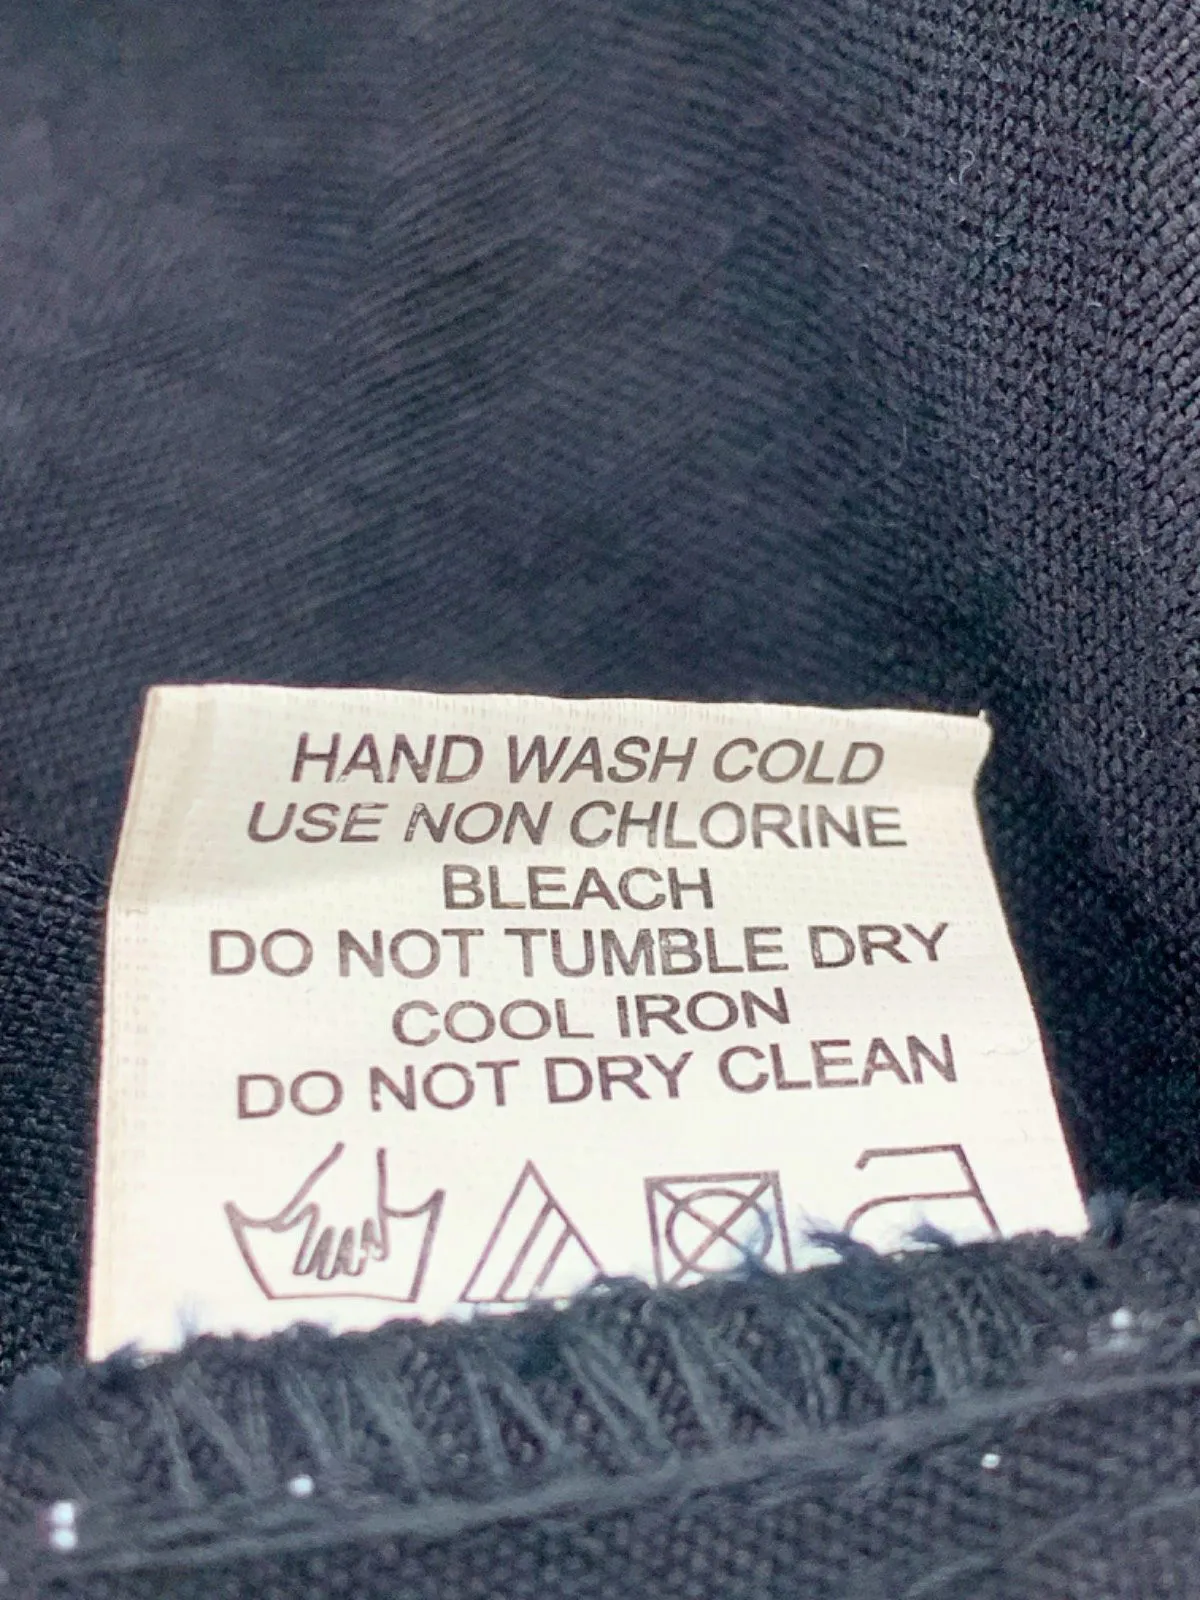 HAND WASH COLD
USE NON CHLORINE
BLEACH
DO NOT TUMBLE DRY
COOL IRON
DO NOT DRY CLEAN